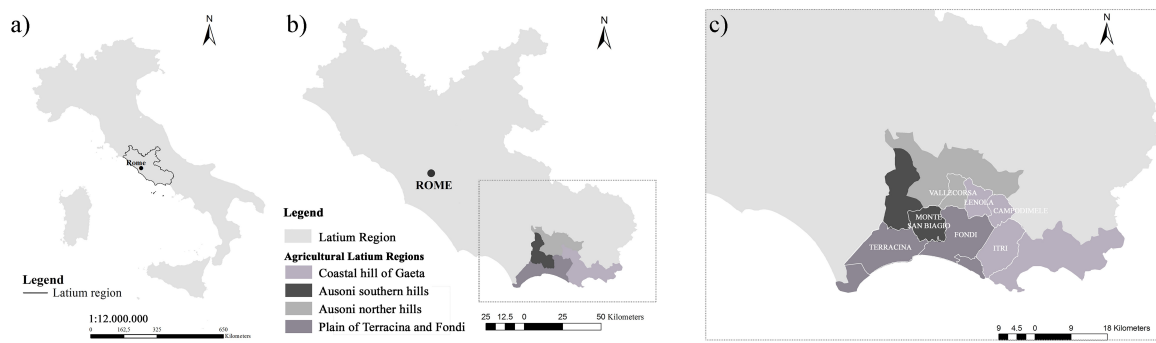 a)
N
Rome
Legend
Latium region
1:12.000.000
0 162,5 325 650
Kilometers
b)
N
ROME
Legend
Latium Region
Agricultural Latium Regions
Coastal hill of Gaeta
Ausoni southern hills
Ausoni norther hills
Plain of Terracina and Fondi
25 12.5 0 25 50 Kilometers
c)
N
VALLECORSA
LENOLA
CAMPODIMELE
MONTE
SAN BIAGIO
FONDI
TERRACINA
ITRI
9 4.5 0 9 18 Kilometers